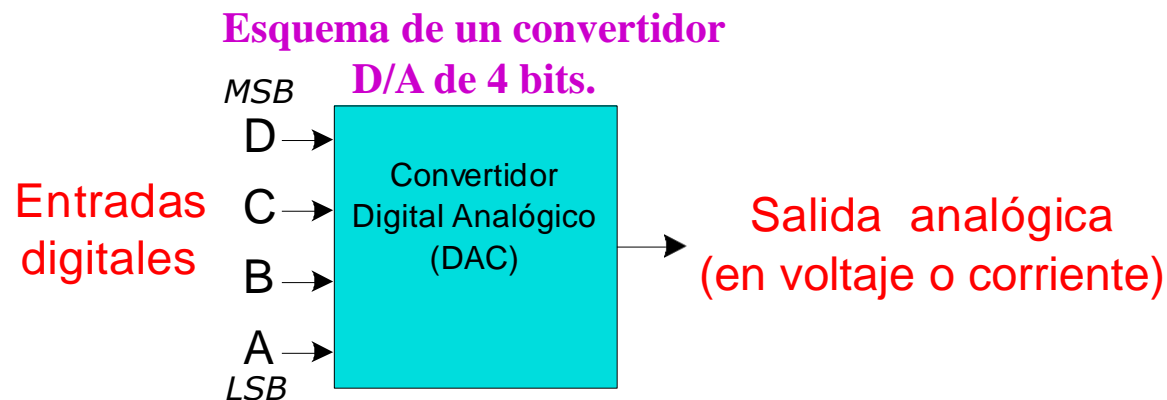 Esquema de un convertidor
D/A de 4 bits.
MSB
D
C
B
A
LSB
Entradas
digitales
Convertidor
Digital Analógico
(DAC)
Salida analógica
(en voltaje o corriente)